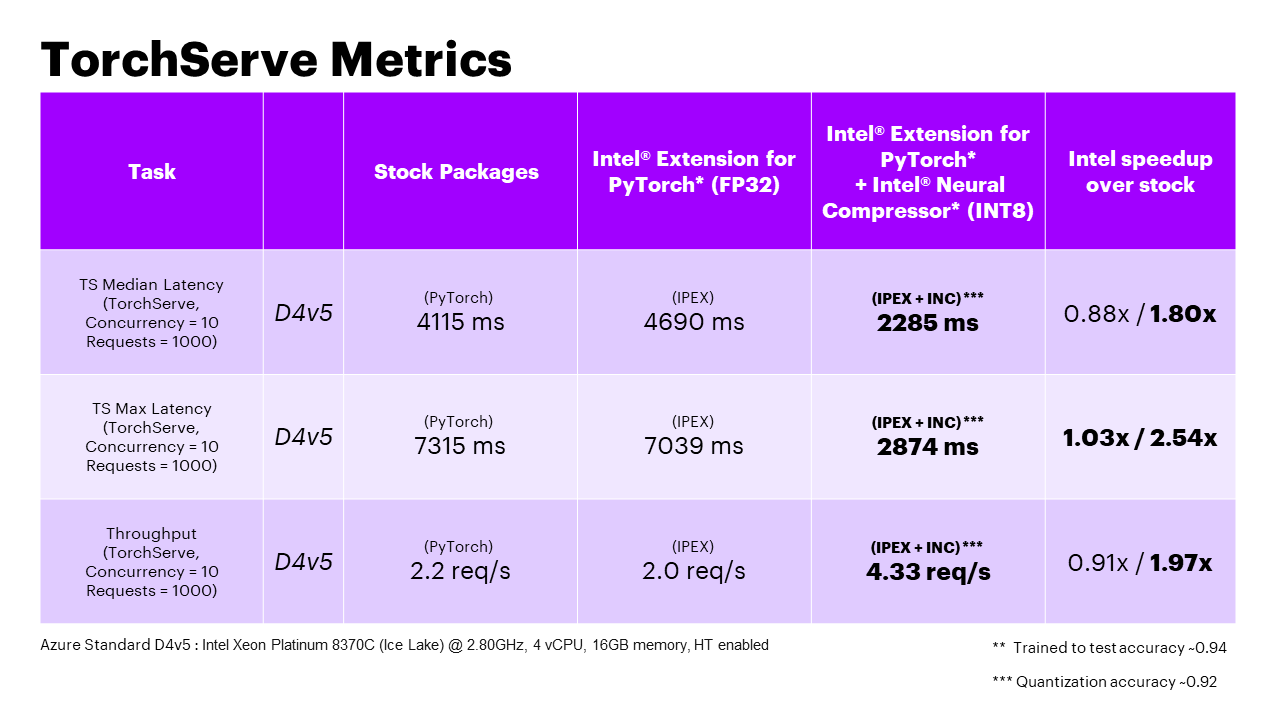 TorchServe Metrics
Task
Stock Packages
Intel® Extension for
PyTorch* (FP32)
Intel® Extension for
PyTorch*
+ Intel® Neural
Compressor* (INT8)
Intel speedup
over stock
TS Median Latency
(TorchServe,
Concurrency = 10
Requests = 1000)
D4v5
(PyTorch)
4115 ms
(IPEX)
4690 ms
(IPEX + INC)***
2285 ms
0.88x / 1.80x
TS Max Latency
(TorchServe,
Concurrency = 10
Requests = 1000)
D4v5
(PyTorch)
7315 ms
(IPEX)
7039 ms
(IPEX + INC)***
2874 ms
1.03x / 2.54x
Throughput
(TorchServe,
Concurrency = 10
Requests = 1000)
D4v5
(PyTorch)
2.2 req/s
(IPEX)
2.0 req/s
(IPEX + INC)***
4.33 req/s
0.91x / 1.97x
Azure Standard D4v5 : Intel Xeon Platinum 8370C (Ice Lake) @ 2.80GHz, 4 vCPU, 16GB memory, HT enabled
** Trained to test accuracy ~0.94
*** Quantization accuracy ~0.92